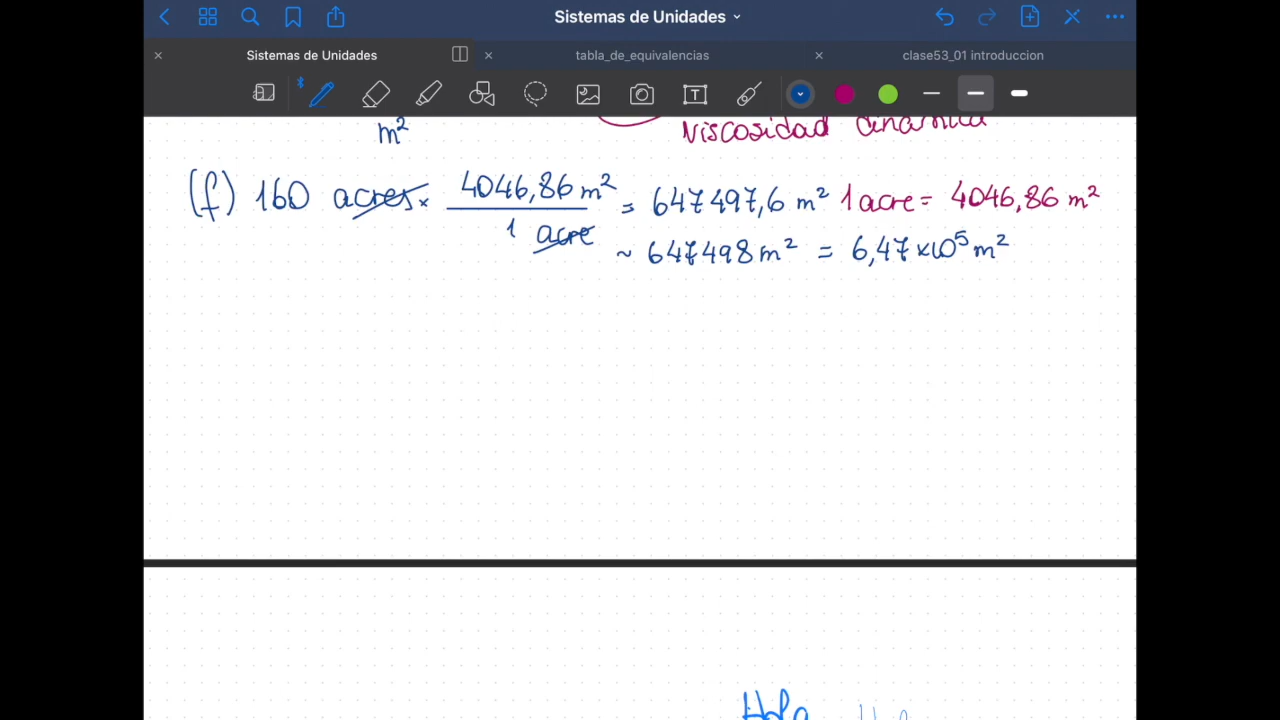 Sistemas de Unidades
Sistemas de Unidades
tabla_de_equivalencias
clase53_01 introduccion
T
m²
Viscosidad dinámica
(f) 160 acres × 4046,86 m² / 1 acre = 647497,6 m²
1 acre = 4046,86 m²
~ 647498 m² = 6,47 × 10⁵ m²
Hola